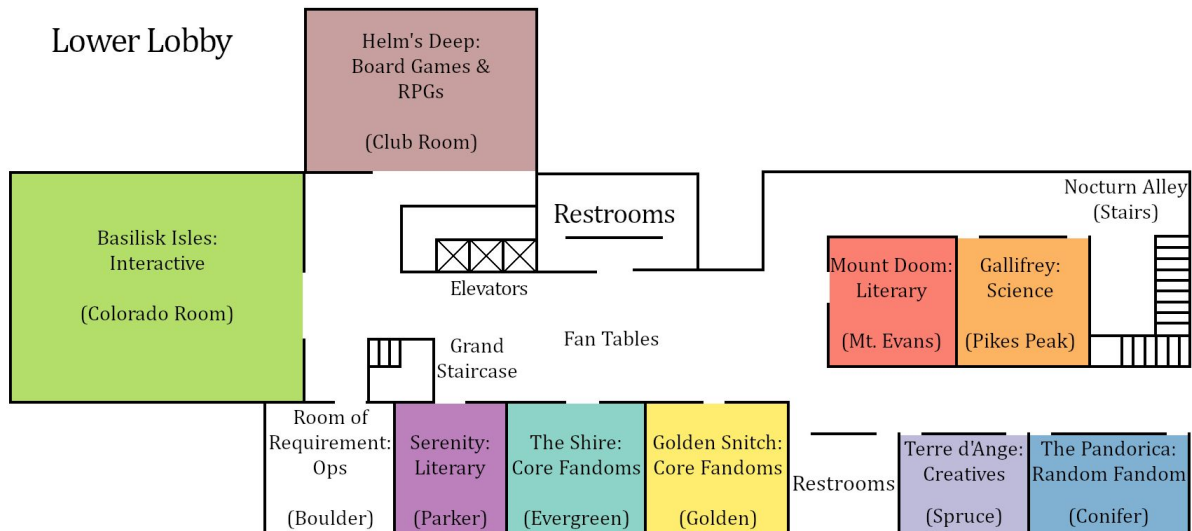 Lower Lobby
Helm's Deep:
Board Games &
RPGs
(Club Room)
Nocturn Alley
(Stairs)
Restrooms
Basilisk Isles:
Interactive
(Colorado Room)
Mount Doom:
Literary
(Mt. Evans)
Gallifrey:
Science
(Pikes Peak)
Elevators
Fan Tables
Grand
Staircase
Room of
Requirement:
Ops
(Boulder)
Serenity:
Literary
(Parker)
The Shire:
Core Fandoms
(Evergreen)
Golden Snitch:
Core Fandoms
(Golden)
Restrooms
Terre d'Ange:
Creatives
(Spruce)
The Pandorica:
Random Fandom
(Conifer)